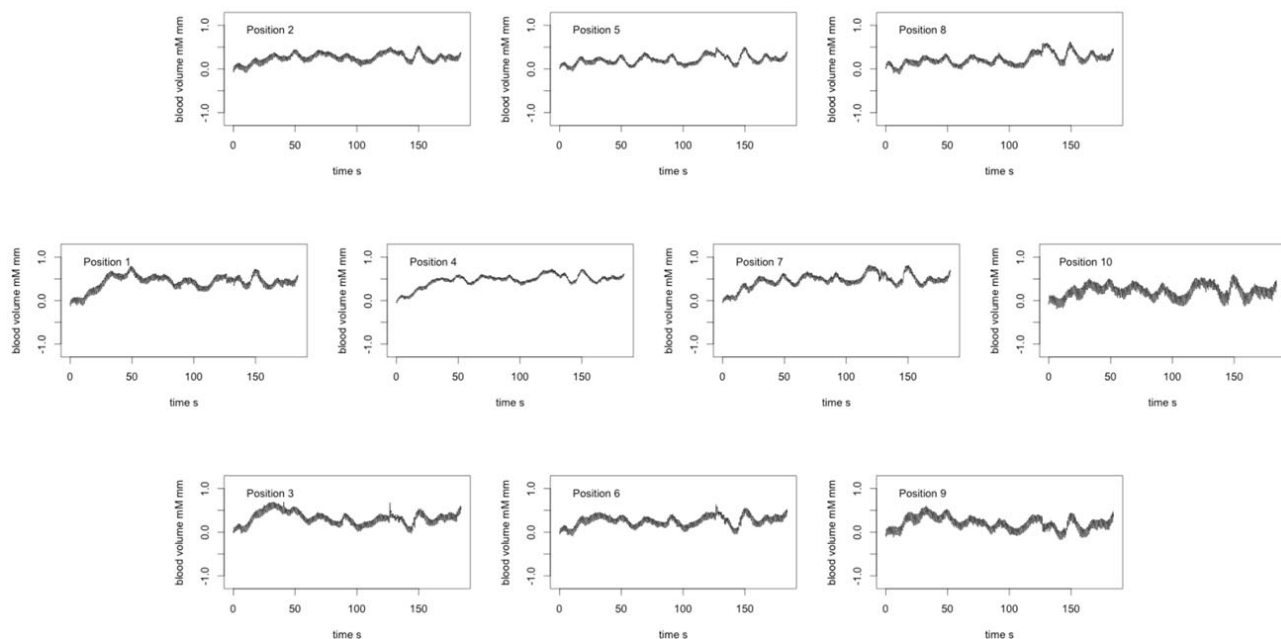 Position 2
blood volume mM mm
1.0
0.0
-1.0
0 50 100 150
time s
Position 5
blood volume mM mm
1.0
0.0
-1.0
0 50 100 150
time s
Position 8
blood volume mM mm
1.0
0.0
-1.0
0 50 100 150
time s
Position 1
blood volume mM mm
1.0
0.0
-1.0
0 50 100 150
time s
Position 4
blood volume mM mm
1.0
0.0
-1.0
0 50 100 150
time s
Position 7
blood volume mM mm
1.0
0.0
-1.0
0 50 100 150
time s
Position 10
blood volume mM mm
1.0
0.0
-1.0
0 50 100 150
time s
Position 3
blood volume mM mm
1.0
0.0
-1.0
0 50 100 150
time s
Position 6
blood volume mM mm
1.0
0.0
-1.0
0 50 100 150
time s
Position 9
blood volume mM mm
1.0
0.0
-1.0
0 50 100 150
time s